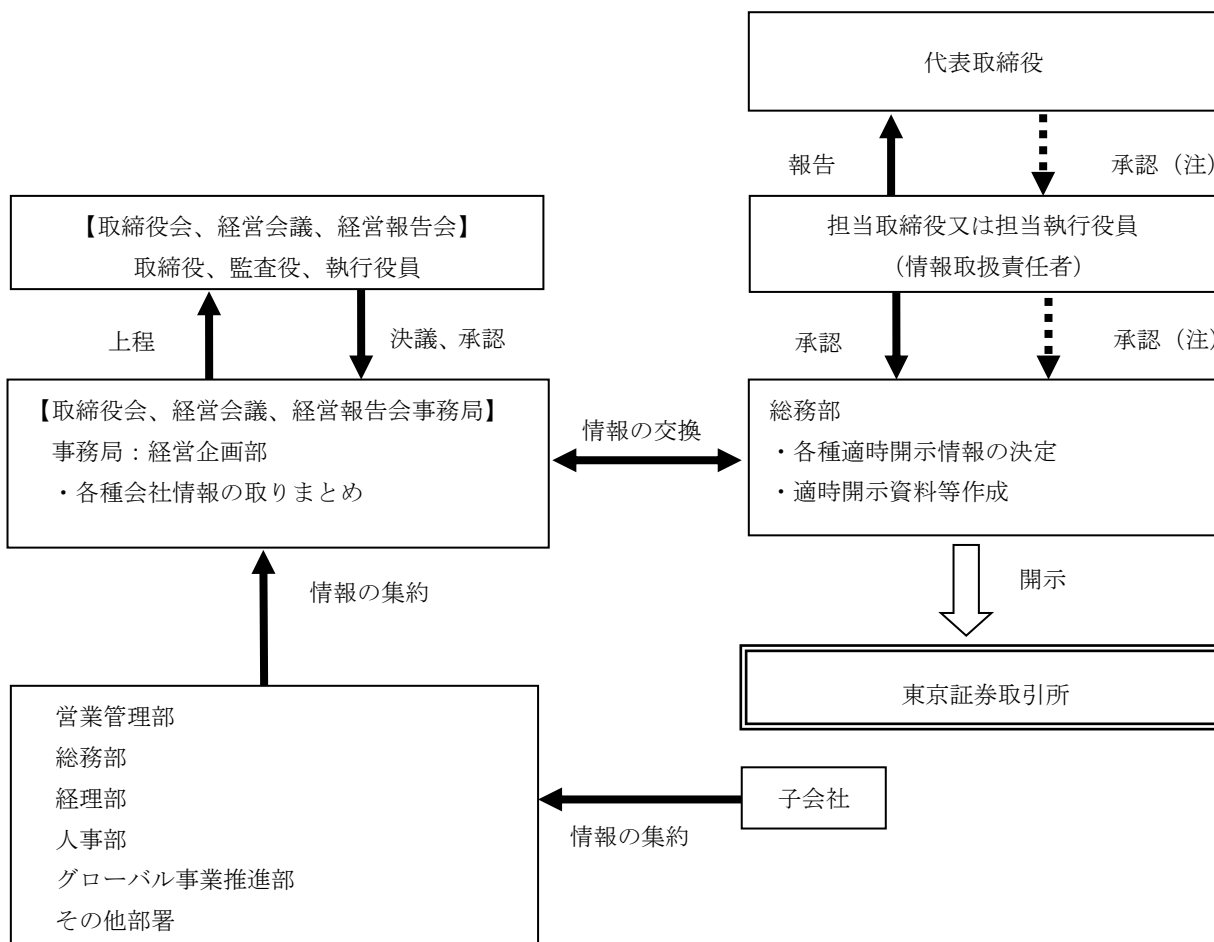 代表取締役
報告
承認（注）
【取締役会、経営会議、経営報告会】
取締役、監査役、執行役員
担当取締役又は担当執行役員
（情報取扱責任者）
上程
決議、承認
承認
承認（注）
【取締役会、経営会議、経営報告会事務局】
事務局：経営企画部
・各種会社情報の取りまとめ
情報の交換
総務部
・各種適時開示情報の決定
・適時開示資料等作成
情報の集約
開示
東京証券取引所
営業管理部
総務部
経理部
人事部
グローバル事業推進部
その他部署
情報の集約
子会社